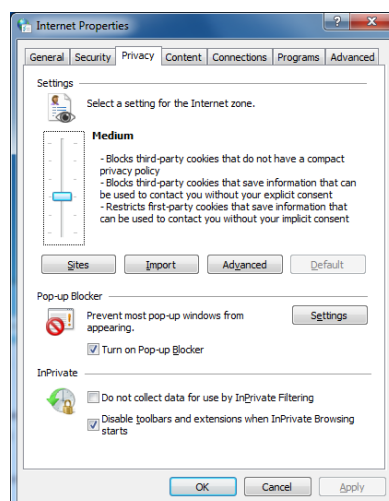 Internet Properties
General Security Privacy Content Connections Programs Advanced
Settings
Select a setting for the Internet zone.
Medium
- Blocks third-party cookies that do not have a compact
privacy policy
- Blocks third-party cookies that save information that can
be used to contact you without your explicit consent
- Restricts first-party cookies that save information that
can be used to contact you without your implicit consent
Sites Import Advanced Default
Pop-up Blocker
Prevent most pop-up windows from
appearing.
Settings
Turn on Pop-up Blocker
InPrivate
Do not collect data for use by InPrivate Filtering
Disable toolbars and extensions when InPrivate Browsing
starts
OK Cancel Apply